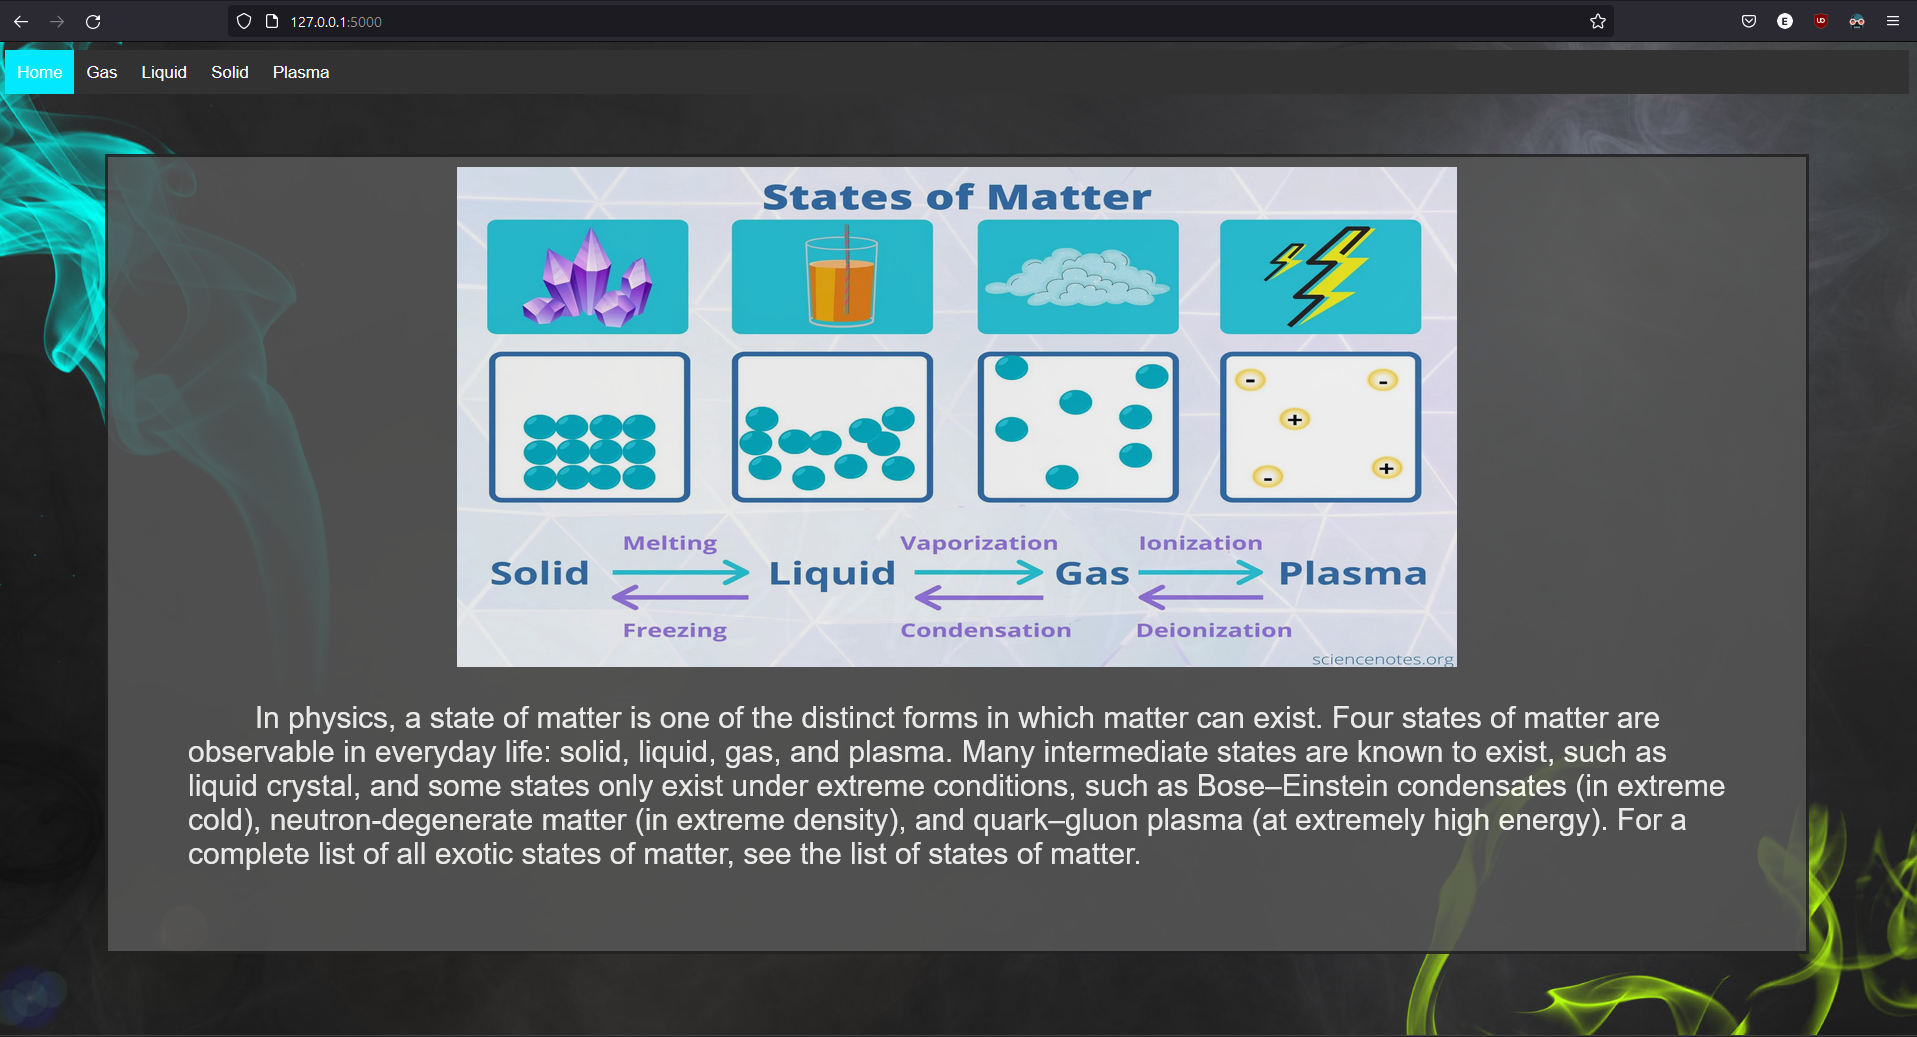 127.0.0.1:5000
E
UD
Home Gas Liquid Solid Plasma
States of Matter
- -
+
- +
Melting Vaporization Ionization
Solid Liquid Gas Plasma
Freezing Condensation Deionization
sciencenotes.org
In physics, a state of matter is one of the distinct forms in which matter can exist. Four states of matter are
observable in everyday life: solid, liquid, gas, and plasma. Many intermediate states are known to exist, such as
liquid crystal, and some states only exist under extreme conditions, such as Bose–Einstein condensates (in extreme
cold), neutron-degenerate matter (in extreme density), and quark–gluon plasma (at extremely high energy). For a
complete list of all exotic states of matter, see the list of states of matter.